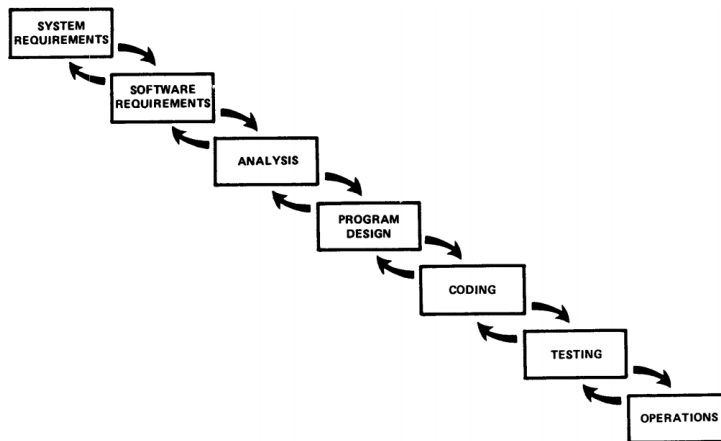 SYSTEM
REQUIREMENTS
SOFTWARE
REQUIREMENTS
ANALYSIS
PROGRAM
DESIGN
CODING
TESTING
OPERATIONS